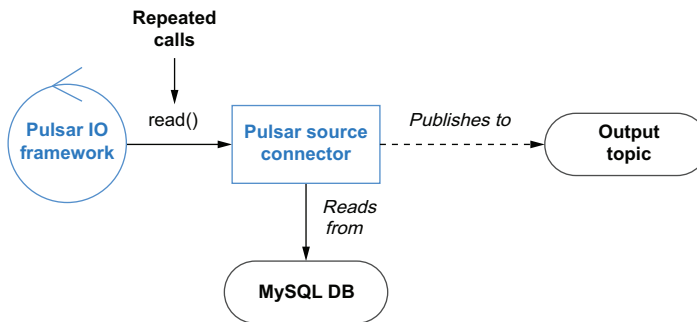 Repeated
calls
Pulsar IO
framework
read()
Pulsar source
connector
Publishes to
Output
topic
Reads
from
MySQL DB